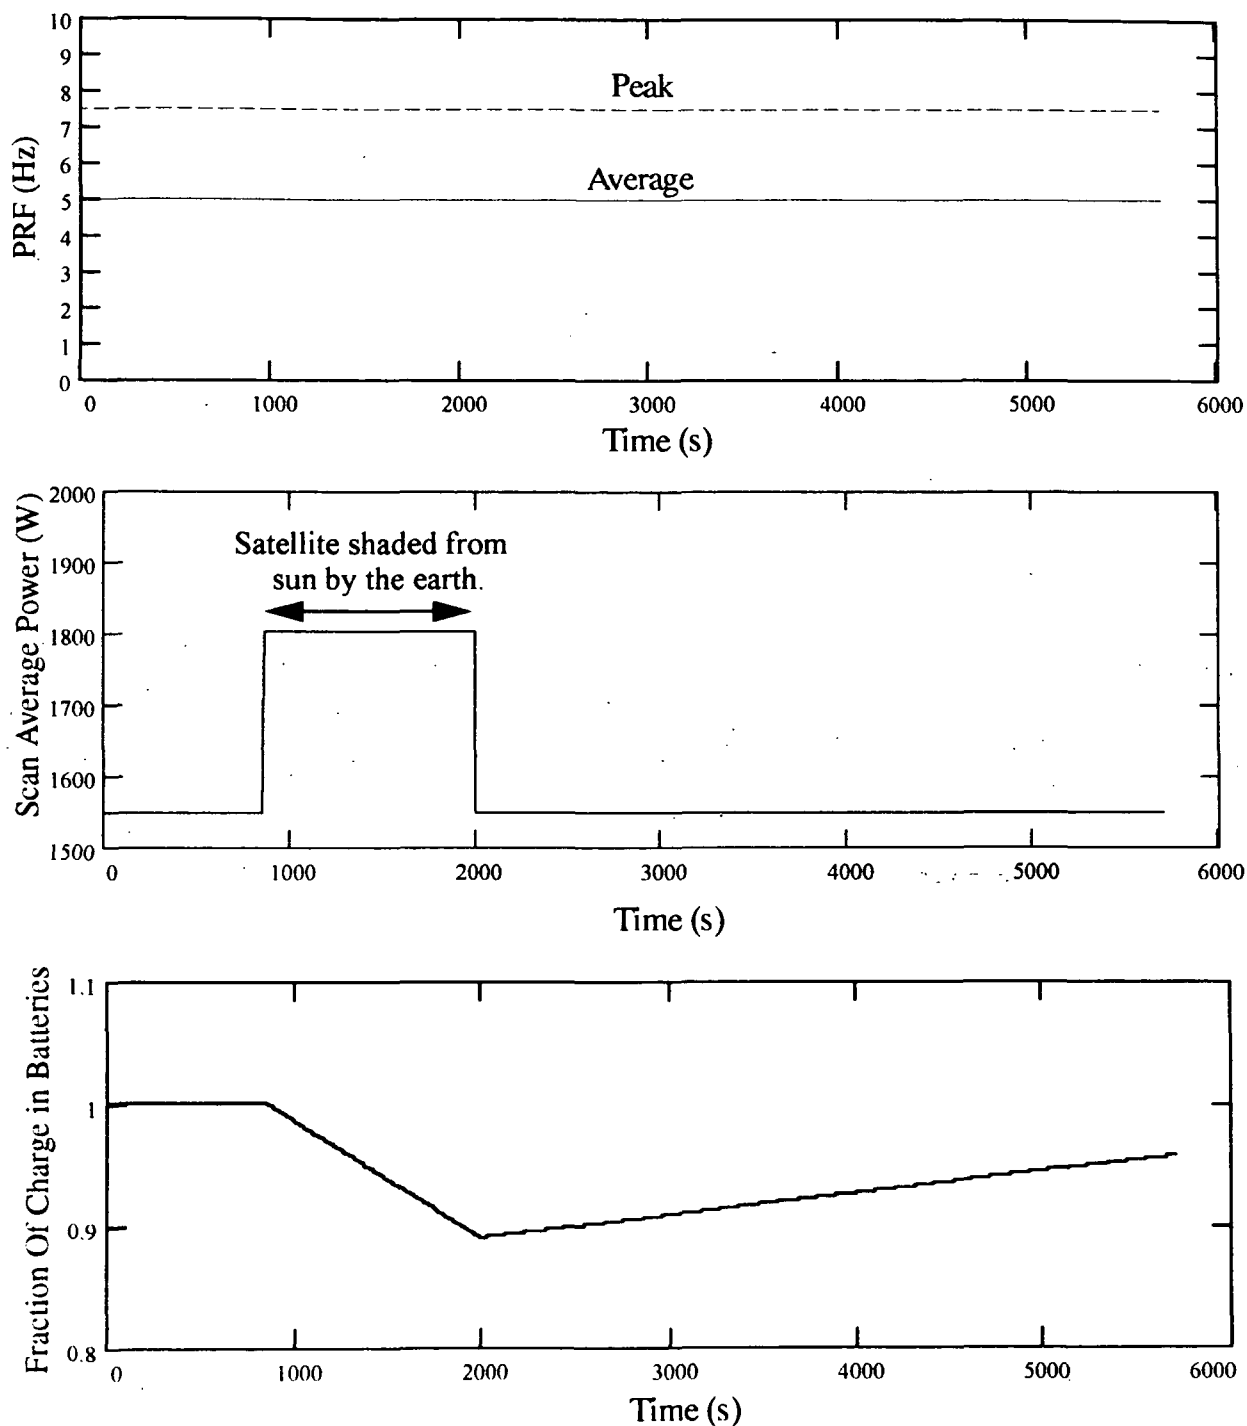 10
9
8
7
6
5
4
3
2
1
0
PRF (Hz)
Peak
Average
0 1000 2000 3000 4000 5000 6000
Time (s)
2000
1900
1800
1700
1600
1500
Scan Average Power (W)
Satellite shaded from
sun by the earth.
0 1000 2000 3000 4000 5000 6000
Time (s)
1.1
1
0.9
0.8
Fraction Of Charge in Batteries
0 1000 2000 3000 4000 5000 6000
Time (s)